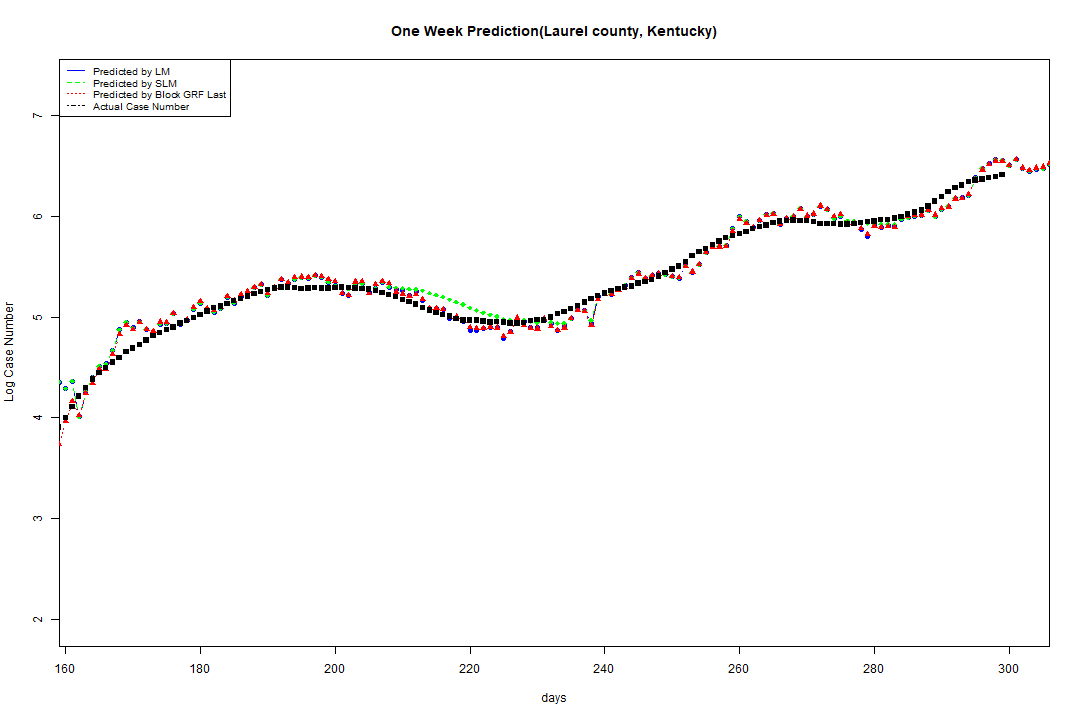 One Week Prediction(Laurel county, Kentucky)
Predicted by LM
Predicted by SLM
Predicted by Block GRF Last
Actual Case Number
7
6
5
4
3
2
Log Case Number
160 180 200 220 240 260 280 300
days